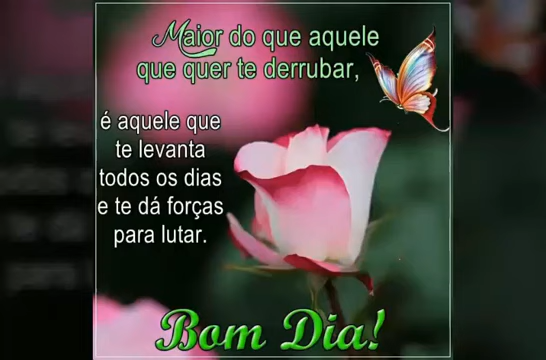 Maior do que aquele
que quer te derrubar,
é aquele que
te levanta
todos os dias
e te dá forças
para lutar.
Bom Dia!